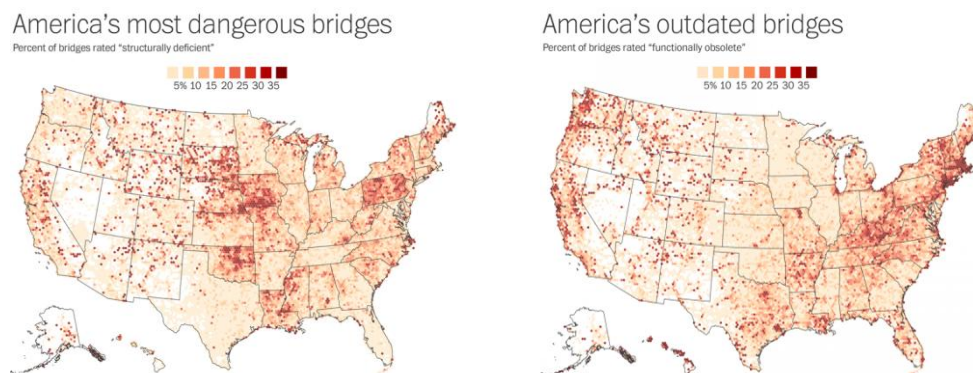 America's most dangerous bridges
Percent of bridges rated "structurally deficient"
5% 10 15 20 25 30 35
America's outdated bridges
Percent of bridges rated "functionally obsolete"
5% 10 15 20 25 30 35